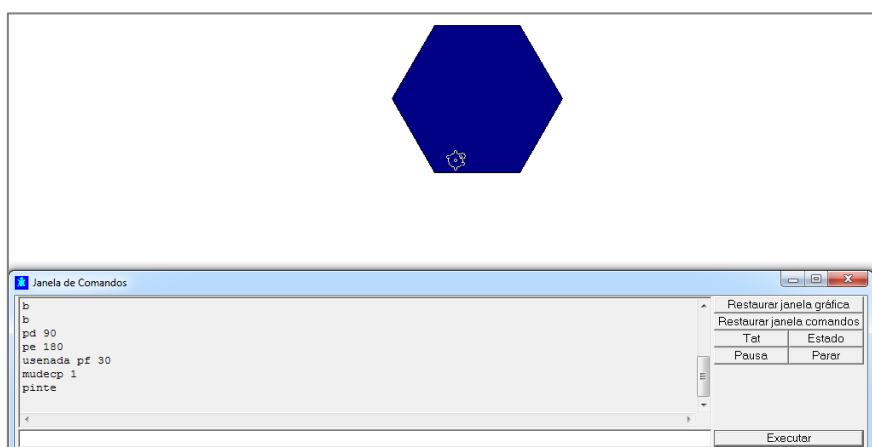 Janela de Comandos
b
b
pd 90
pe 180
usenada pf 30
mudecp 1
pinte
Restaurar janela gráfica
Restaurar janela comandos
Tat Estado
Pausa Parar
Executar